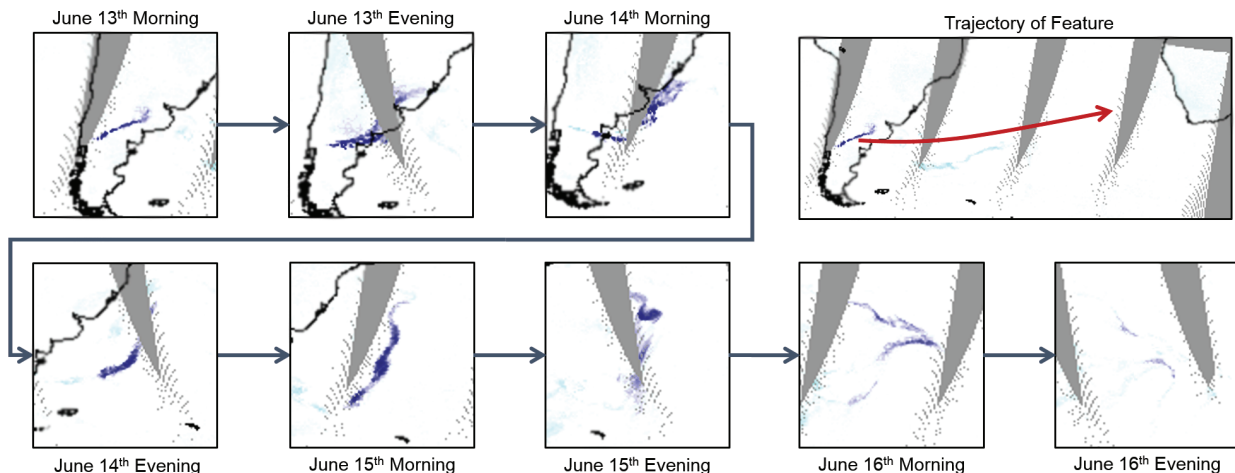 June 13th Morning
June 13th Evening
June 14th Morning
Trajectory of Feature
June 14th Evening
June 15th Morning
June 15th Evening
June 16th Morning
June 16th Evening